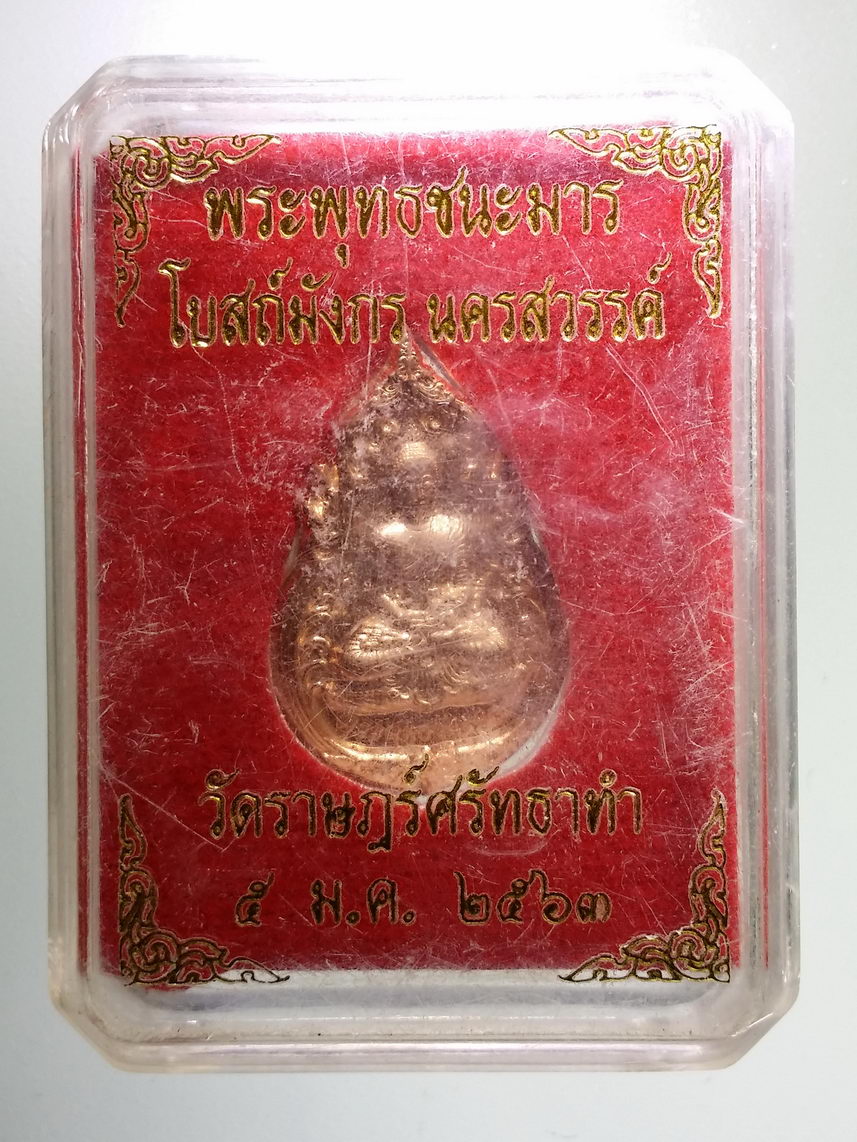 พระพุทธชนะมาร
โบสถ์มังกร นครสวรรค์
วัดราษฎร์ศรัทธาทำ
๕ ม.ค. ๒๕๖๓